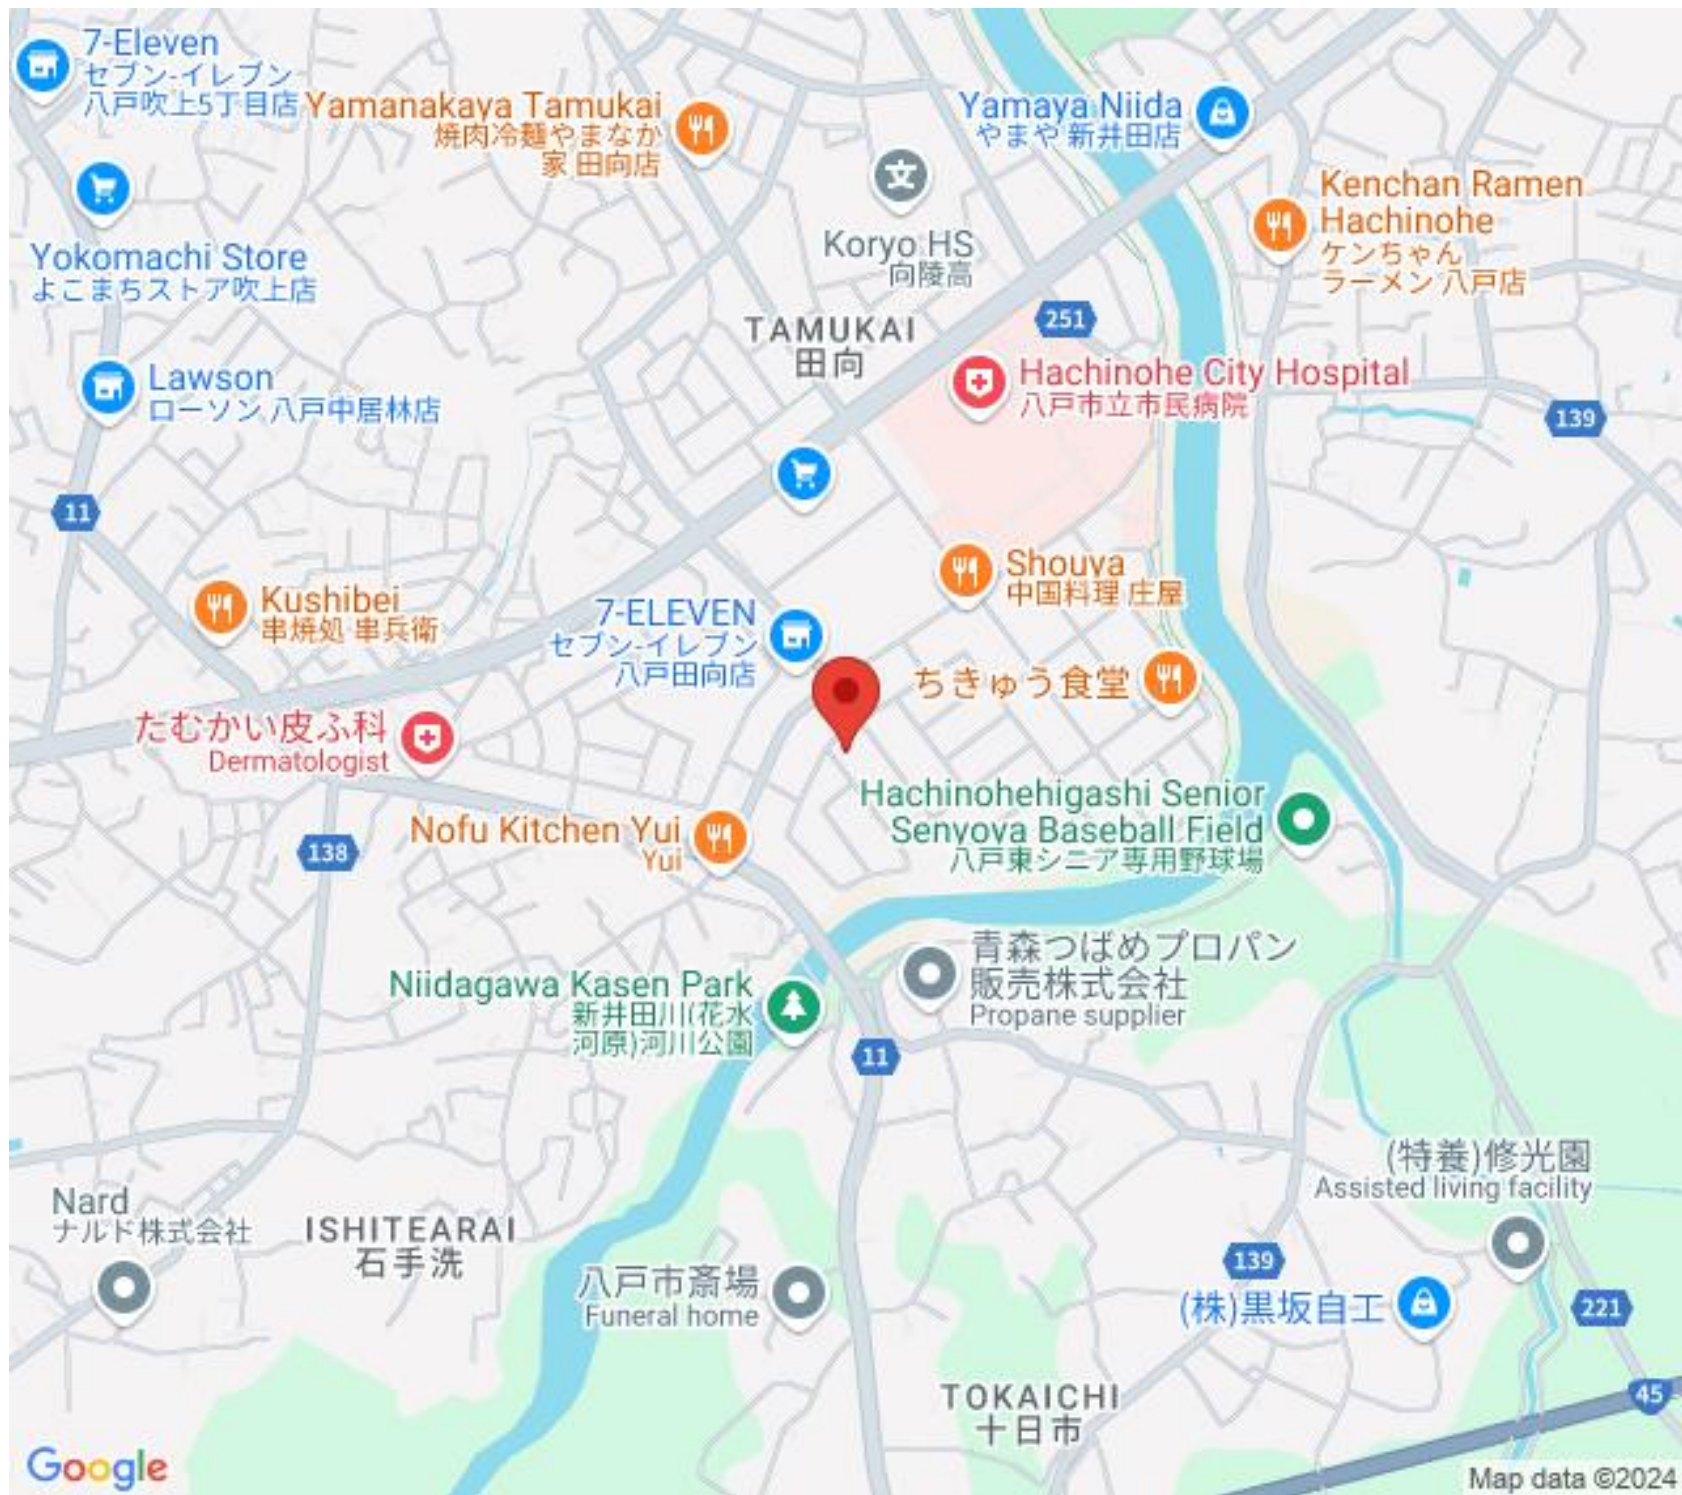 7-Eleven
セブン-イレブン
八戸吹上5丁目店
Yamanakaya Tamukai
焼肉冷麺やまなか
家 田向店
Yamaya Niida
やまや 新井田店
文
Koryo HS
向陵高
Kenchan Ramen
Hachinohe
ケンちゃん
ラーメン 八戸店
Yokomachi Store
よこまちストア吹上店
TAMUKAI
田向
251
Hachinohe City Hospital
八戸市立市民病院
Lawson
ローソン 八戸中居林店
139
11
Shouya
中国料理 庄屋
Kushibei
串焼処 串兵衛
7-ELEVEN
セブン-イレブン
八戸田向店
ちきゅう食堂
たむかい皮ふ科
Dermatologist
Hachinohehigashi Senior
Senyoya Baseball Field
八戸東シニア専用野球場
Nofu Kitchen Yui
Yui
138
青森つばめプロパン
販売株式会社
Propane supplier
Niidagawa Kasen Park
新井田川(花水
河原)河川公園
11
(特養)修光園
Assisted living facility
Nard
ナルド株式会社
ISHITEARAI
石手洗
八戸市斎場
Funeral home
139
(株)黒坂自工
221
TOKAICHI
十日市
45
Google
Map data ©2024